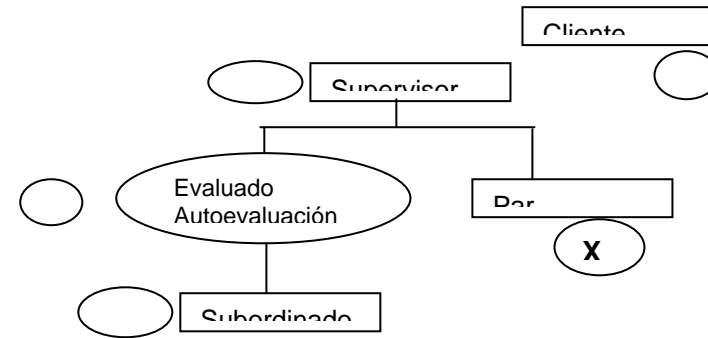 Cliente
Supervisor
Evaluado
Autoevaluación
Par
X
Subordinado